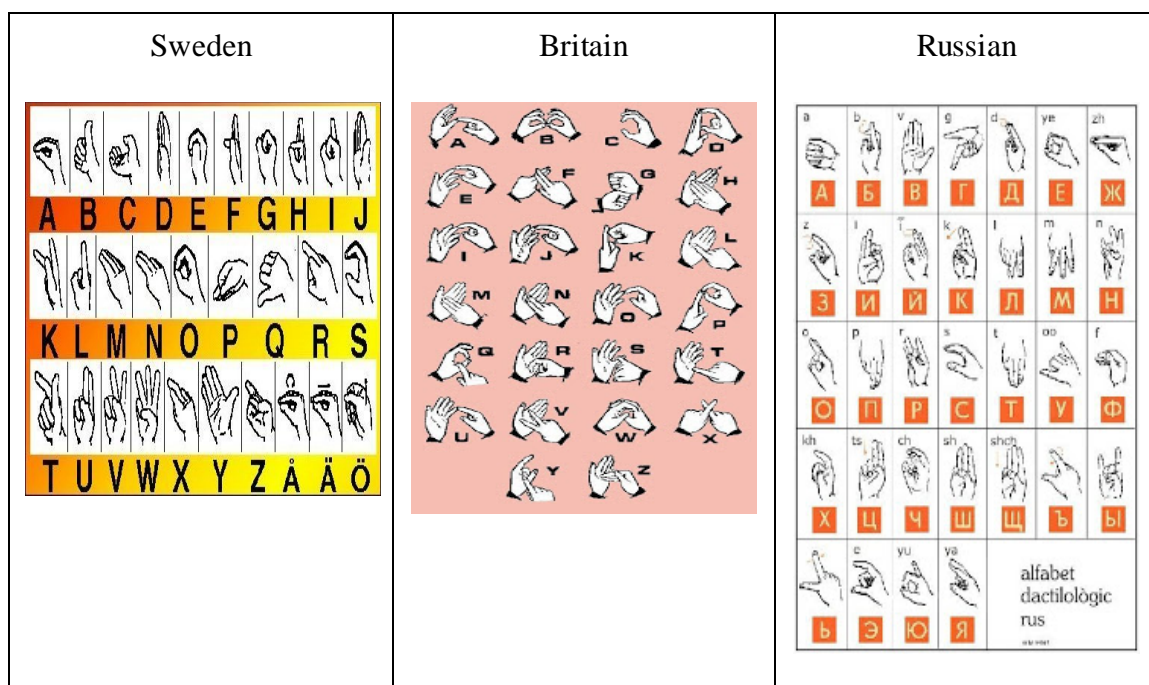 Sweden
A B C D E F G H I J
K L M N O P Q R S
T U V W X Y Z Å Ä Ö
Britain
A B C D
E F G H
I J K L
M N O P
Q R S T
U V W X
Y Z
Russian
a b v g d ye zh
А Б В Г Д Е Ж
z i k l m n
З И Й К Л М Н
o p r s t oo f
О П Р С Т У Ф
kh ts ch sh shch
Х Ц Ч Ш Щ Ъ Ы
e yu ya
Ь Э Ю Я
alfabet
dactilològic
rus